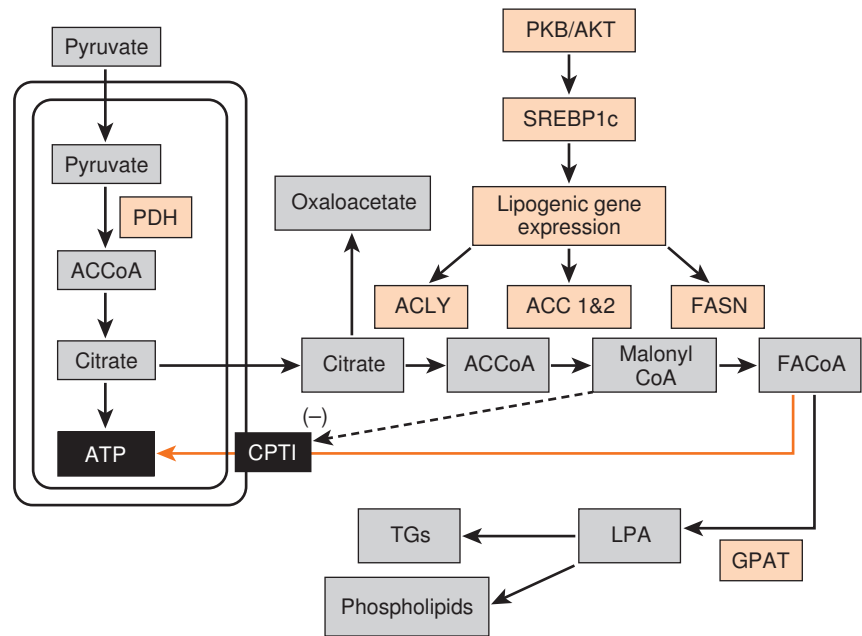 Pyruvate
PKB/AKT
SREBP1c
Pyruvate
PDH
Oxaloacetate
Lipogenic gene
expression
ACCoA
ACLY
ACC 1&2
FASN
Citrate
Citrate
ACCoA
Malonyl
CoA
FACoA
(–)
ATP
CPTI
TGs
LPA
GPAT
Phospholipids